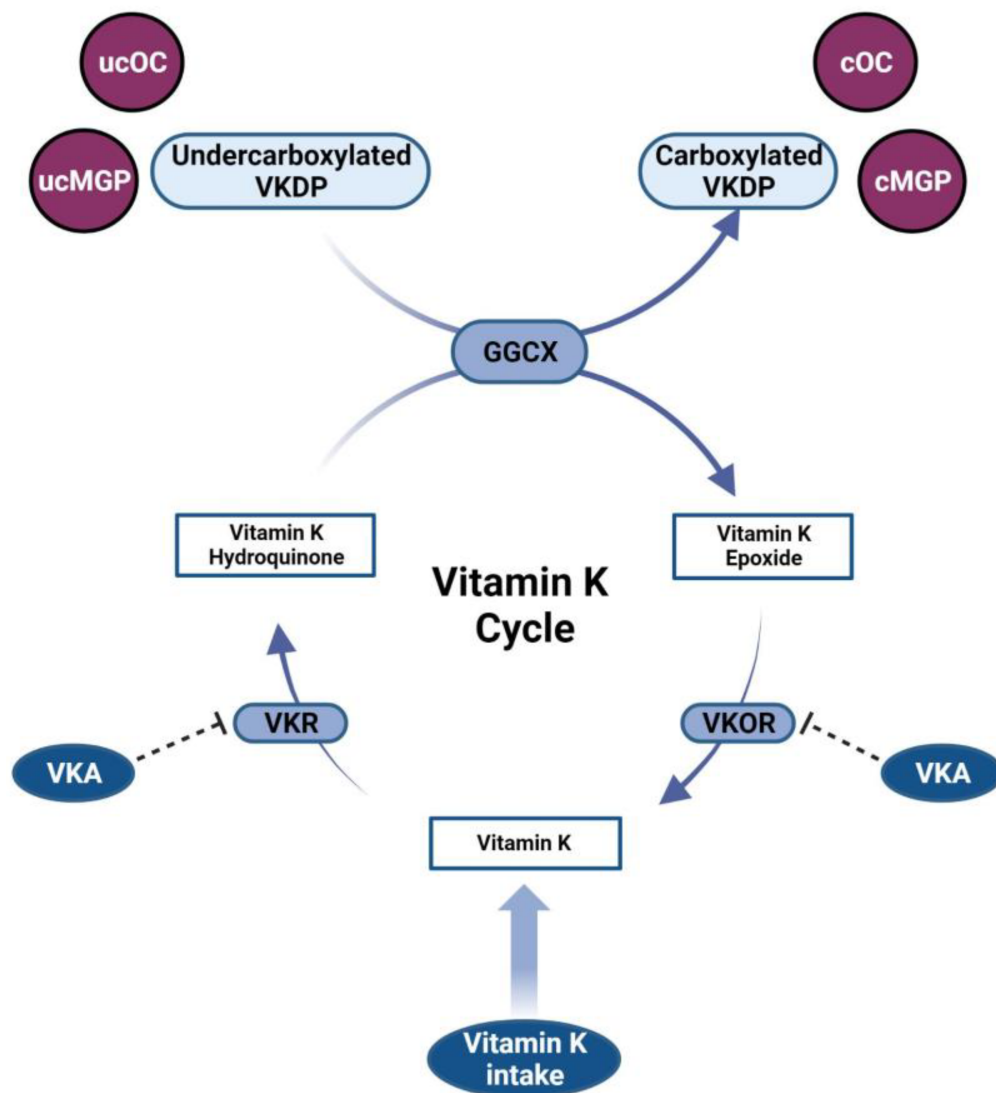 ucOC
cOC
ucMGP
Undercarboxylated
VKDP
Carboxylated
VKDP
cMGP
GGCX
Vitamin K
Hydroquinone
Vitamin K
Epoxide
Vitamin K
Cycle
VKR
VKOR
VKA
VKA
Vitamin K
Vitamin K
intake